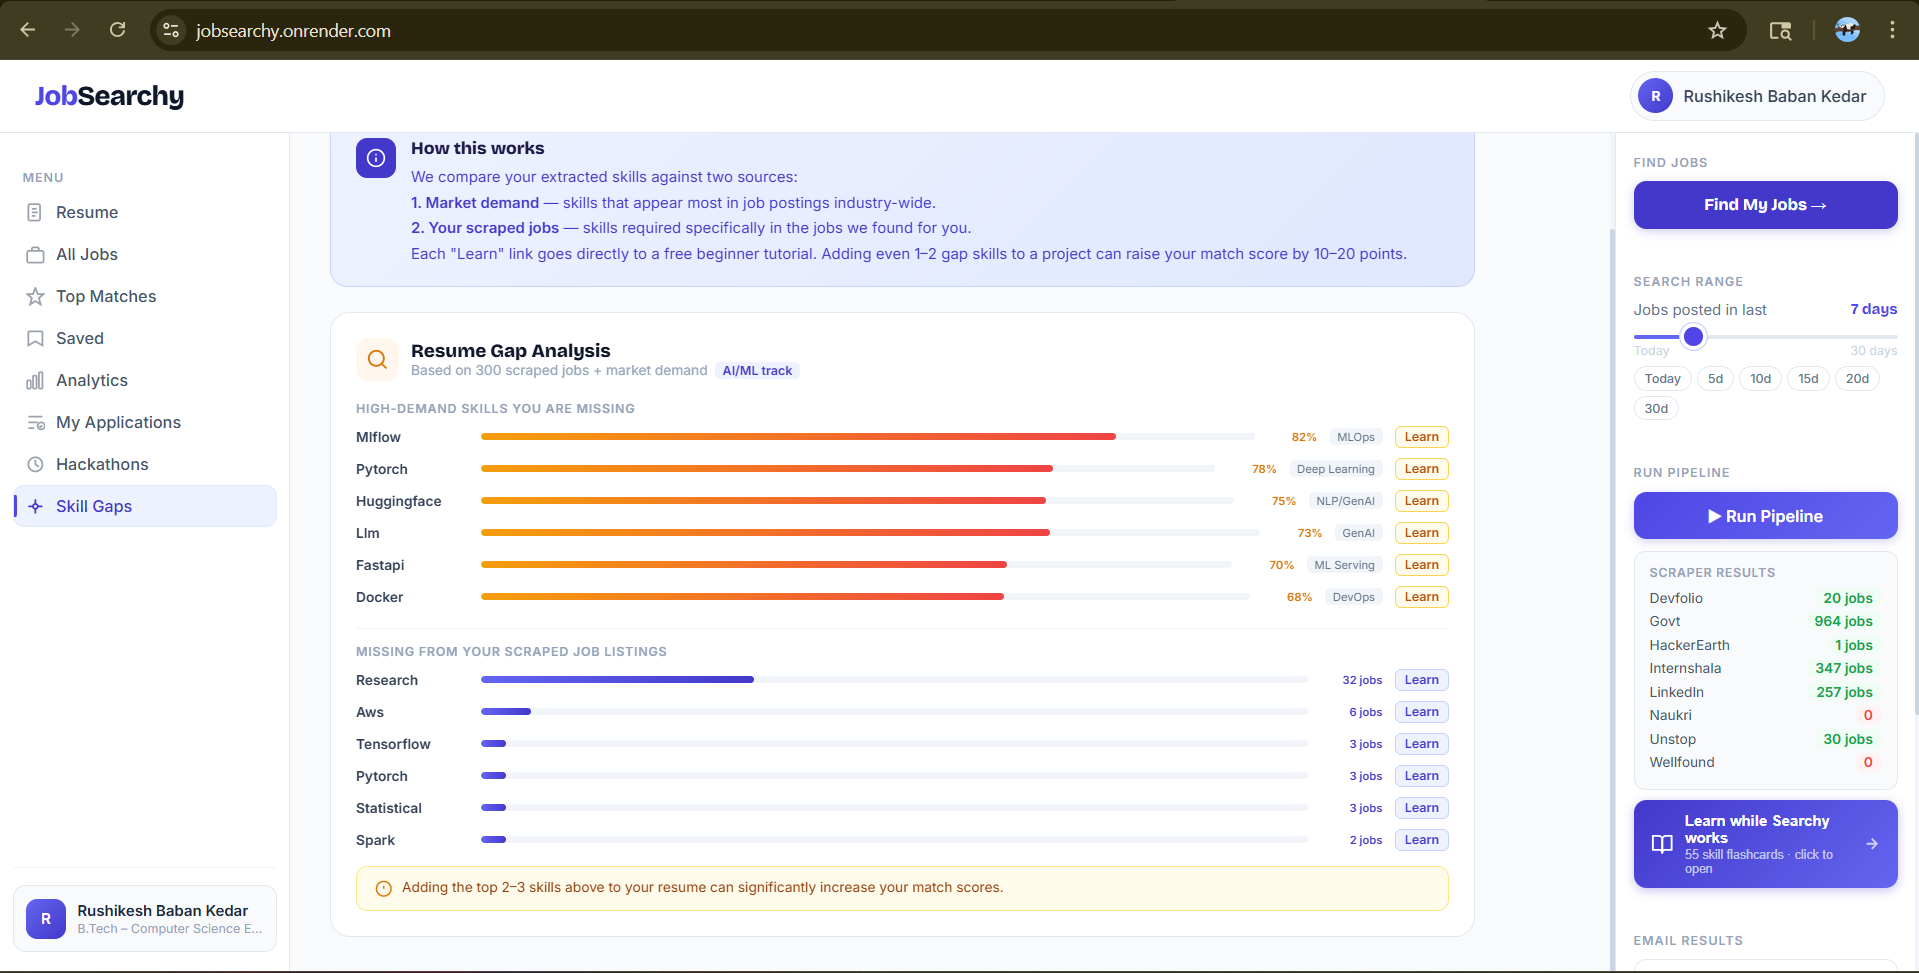 jobsearchy.onrender.com
JobSearchy
R
Rushikesh Baban Kedar
MENU
Resume
All Jobs
Top Matches
Saved
Analytics
My Applications
Hackathons
Skill Gaps
R
Rushikesh Baban Kedar
B.Tech – Computer Science E...
How this works
We compare your extracted skills against two sources:
1. Market demand — skills that appear most in job postings industry-wide.
2. Your scraped jobs — skills required specifically in the jobs we found for you.
Each "Learn" link goes directly to a free beginner tutorial. Adding even 1–2 gap skills to a project can raise your match score by 10–20 points.
Resume Gap Analysis
Based on 300 scraped jobs + market demand AI/ML track
HIGH-DEMAND SKILLS YOU ARE MISSING
Mlflow 82% MLOps Learn
Pytorch 78% Deep Learning Learn
Huggingface 75% NLP/GenAI Learn
Llm 73% GenAI Learn
Fastapi 70% ML Serving Learn
Docker 68% DevOps Learn
MISSING FROM YOUR SCRAPED JOB LISTINGS
Research 32 jobs Learn
Aws 6 jobs Learn
Tensorflow 3 jobs Learn
Pytorch 3 jobs Learn
Statistical 3 jobs Learn
Spark 2 jobs Learn
Adding the top 2–3 skills above to your resume can significantly increase your match scores.
FIND JOBS
Find My Jobs →
SEARCH RANGE
Jobs posted in last 7 days
Today 30 days
Today 5d 10d 15d 20d
30d
RUN PIPELINE
▶ Run Pipeline
SCRAPER RESULTS
Devfolio 20 jobs
Govt 964 jobs
HackerEarth 1 jobs
Internshala 347 jobs
LinkedIn 257 jobs
Naukri 0
Unstop 30 jobs
Wellfound 0
Learn while Searchy
works
55 skill flashcards · click to
open
→
EMAIL RESULTS